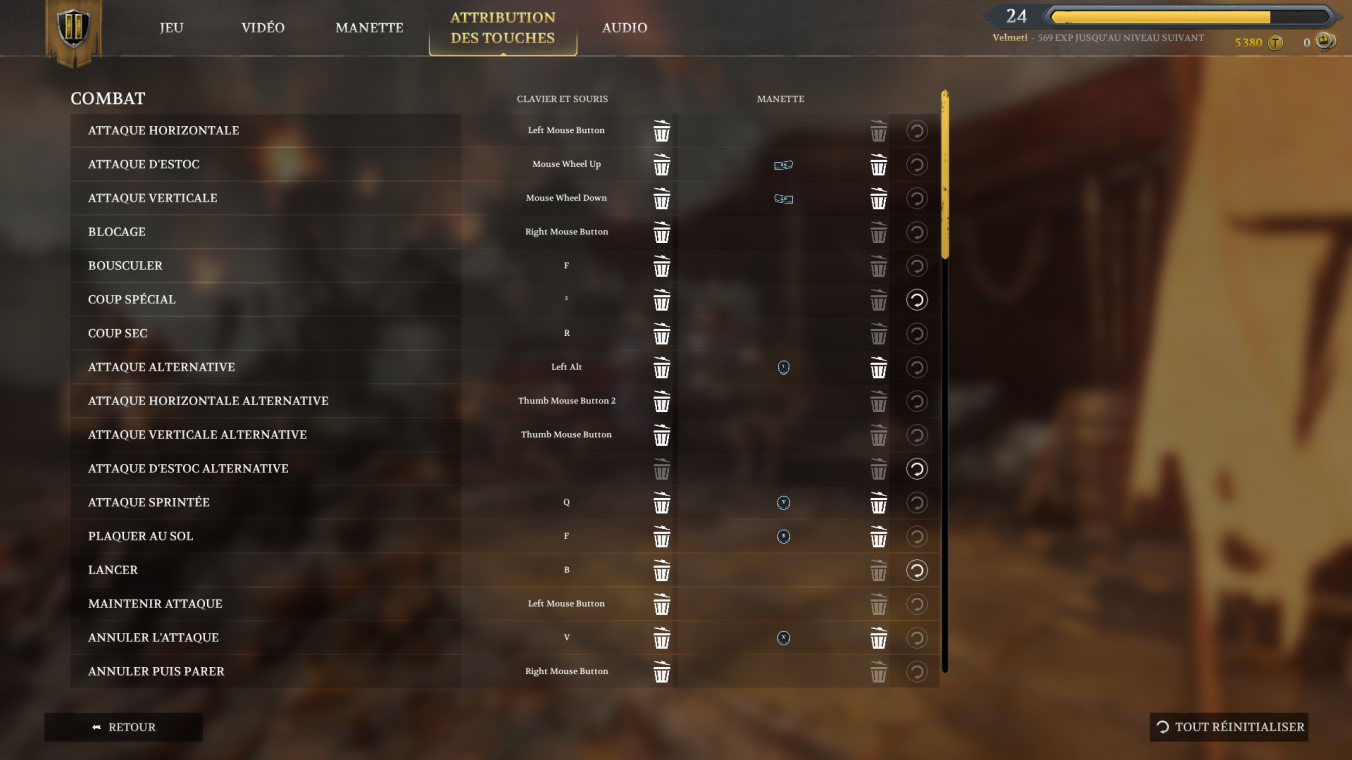 JEU
VIDÉO
MANETTE
ATTRIBUTION
DES TOUCHES
AUDIO
24
Velmeti - 569 EXP JUSQU'AU NIVEAU SUIVANT
5380
0
COMBAT
CLAVIER ET SOURIS
MANETTE
ATTAQUE HORIZONTALE Left Mouse Button
ATTAQUE D'ESTOC Mouse Wheel Up
ATTAQUE VERTICALE Mouse Wheel Down
BLOCAGE Right Mouse Button
BOUSCULER F
COUP SPÉCIAL ²
COUP SEC R
ATTAQUE ALTERNATIVE Left Alt
ATTAQUE HORIZONTALE ALTERNATIVE Thumb Mouse Button 2
ATTAQUE VERTICALE ALTERNATIVE Thumb Mouse Button
ATTAQUE D'ESTOC ALTERNATIVE
ATTAQUE SPRINTÉE Q
PLAQUER AU SOL F
LANCER B
MAINTENIR ATTAQUE Left Mouse Button
ANNULER L'ATTAQUE V
ANNULER PUIS PARER Right Mouse Button
RETOUR
TOUT RÉINITIALISER